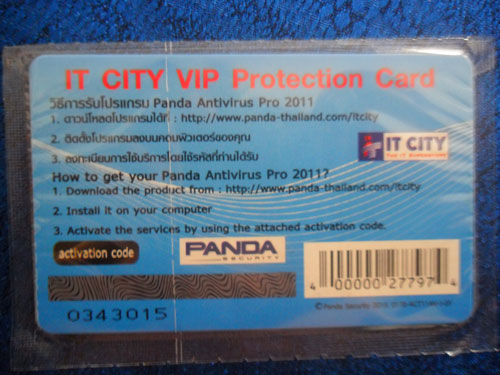 IT CITY VIP Protection Card
วิธีการรับโปรแกรม Panda Antivirus Pro 2011
1. ดาวน์โหลดโปรแกรมได้ที่ : http://www.panda-thailand.com/itcity
2. ติดตั้งโปรแกรมลงบนคอมพิวเตอร์ของคุณ
3. ลงทะเบียนการใช้บริการโดยใช้รหัสที่ท่านได้รับ
IT CITY
THE IT SUPERSTORE
How to get your Panda Antivirus Pro 2011?
1. Download the product from : http://www.panda-thailand.com/itcity
2. Install it on your computer
3. Activate the services by using the attached activation code.
activation code
PANDA
SECURITY
4 00000 27797 4
0343015
© Panda Security 2010